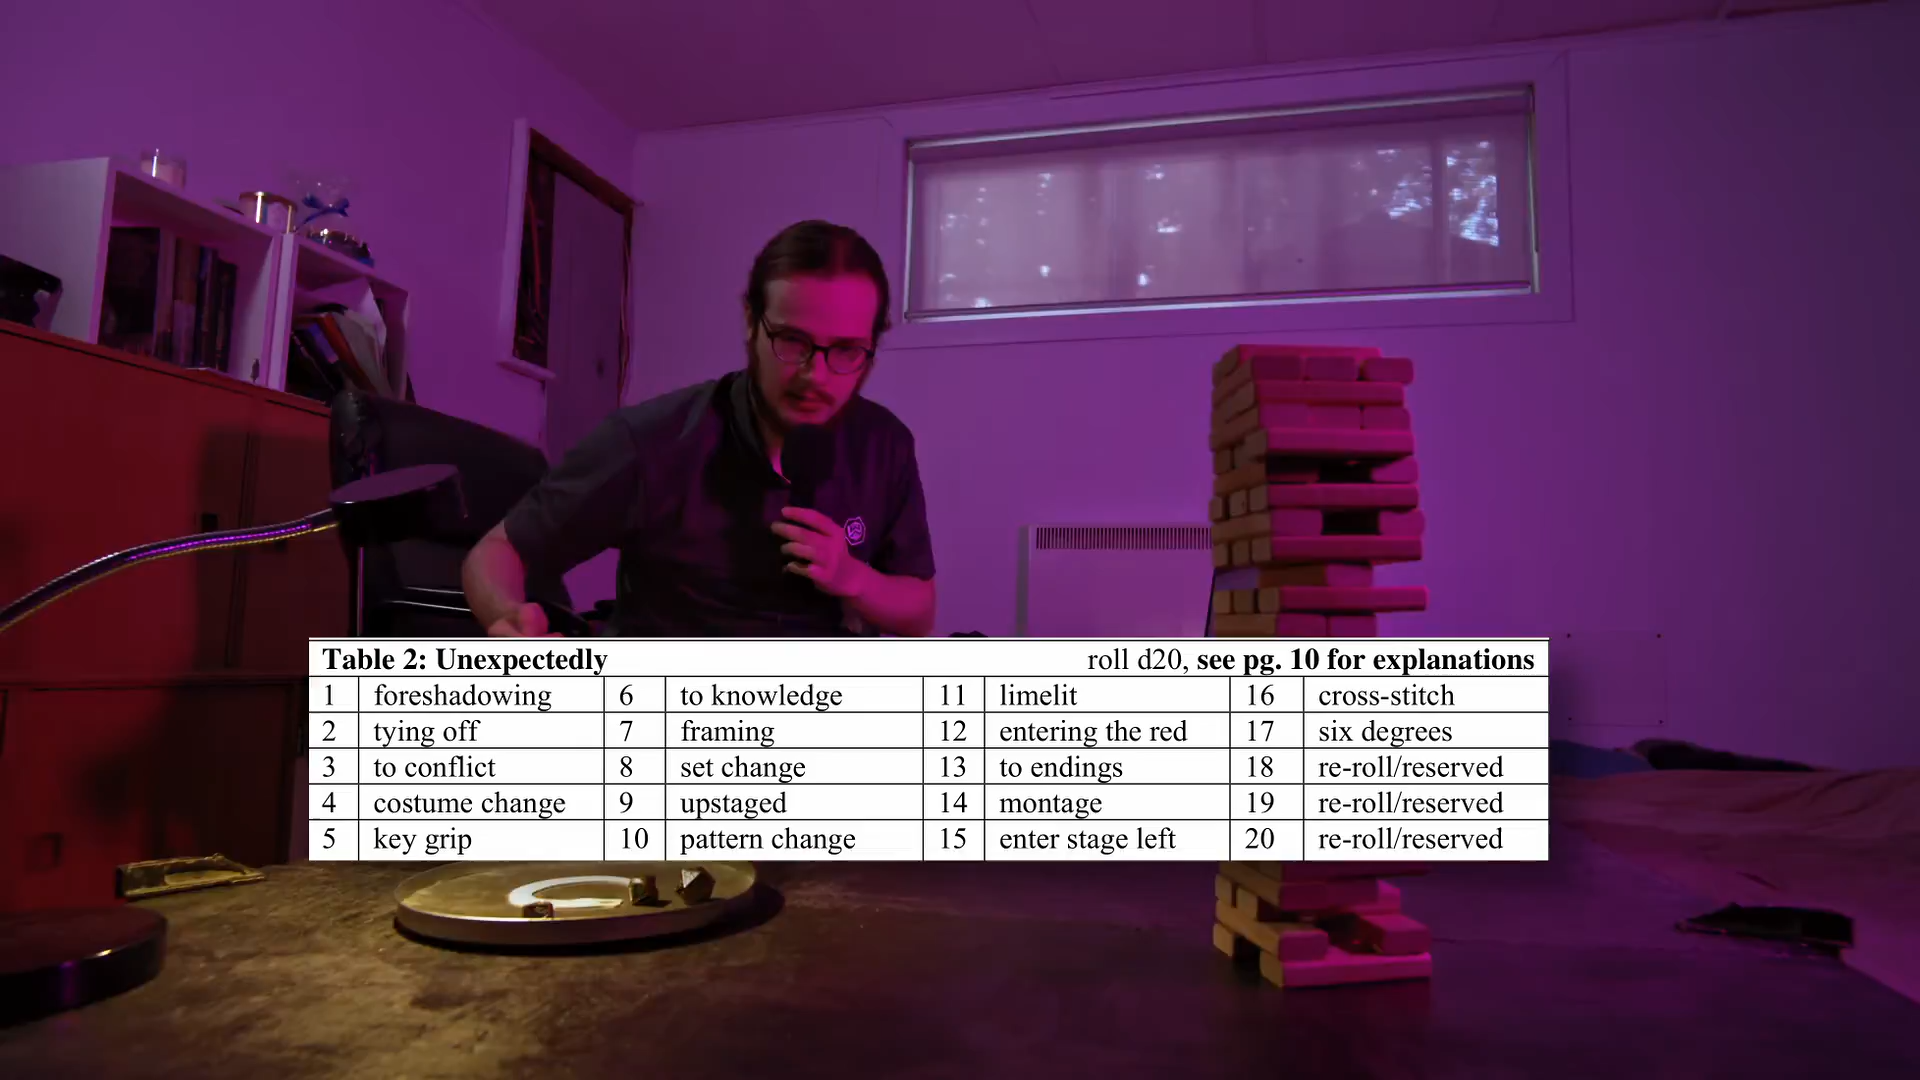 Table 2: Unexpectedly roll d20, see pg. 10 for explanations
1 foreshadowing 6 to knowledge 11 limelit 16 cross-stitch
2 tying off 7 framing 12 entering the red 17 six degrees
3 to conflict 8 set change 13 to endings 18 re-roll/reserved
4 costume change 9 upstaged 14 montage 19 re-roll/reserved
5 key grip 10 pattern change 15 enter stage left 20 re-roll/reserved